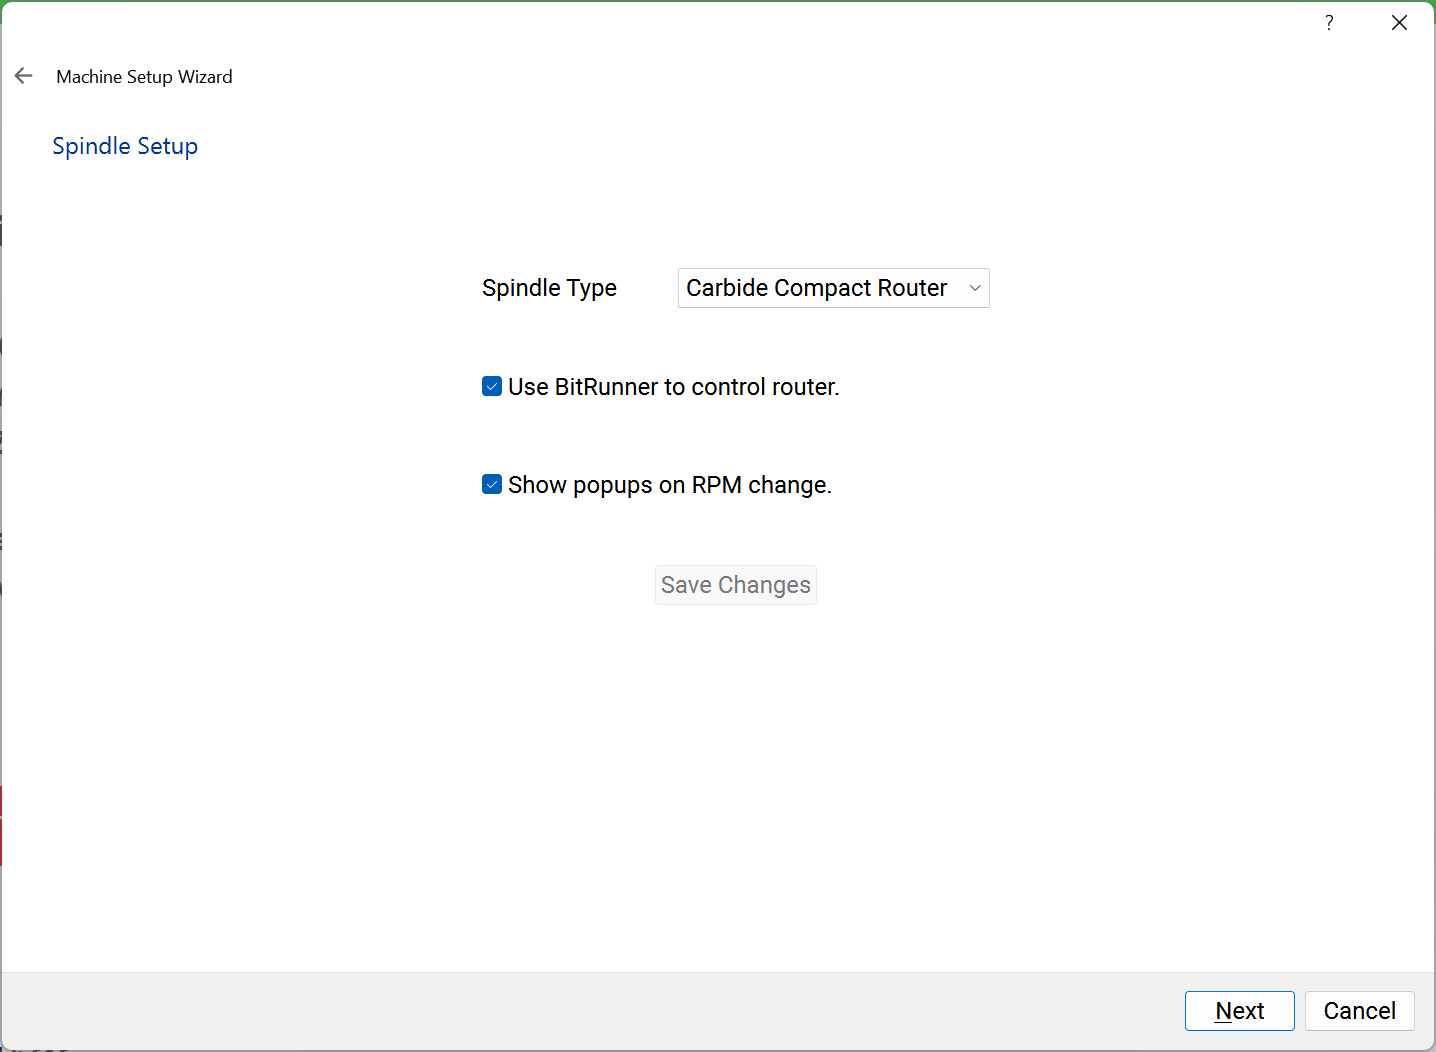 ?
Machine Setup Wizard
Spindle Setup
Spindle Type Carbide Compact Router
Use BitRunner to control router.
Show popups on RPM change.
Save Changes
Next Cancel